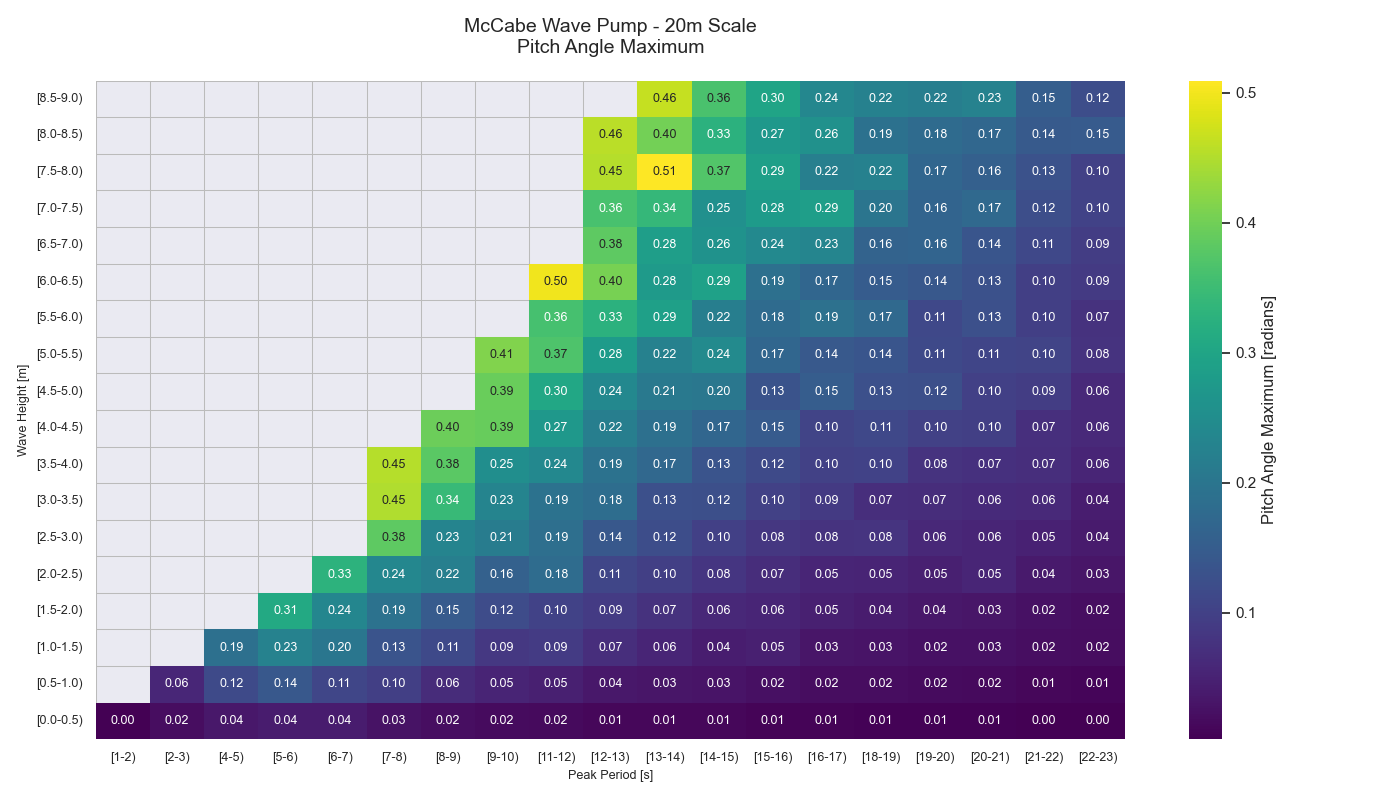 McCabe Wave Pump - 20m Scale
Pitch Angle Maximum
[8.5-9.0) 0.46 0.36 0.30 0.24 0.22 0.22 0.23 0.15 0.12
[8.0-8.5) 0.46 0.40 0.33 0.27 0.26 0.19 0.18 0.17 0.14 0.15
[7.5-8.0) 0.45 0.51 0.37 0.29 0.22 0.22 0.17 0.16 0.13 0.10
[7.0-7.5) 0.36 0.34 0.25 0.28 0.29 0.20 0.16 0.17 0.12 0.10
[6.5-7.0) 0.38 0.28 0.26 0.24 0.23 0.16 0.16 0.14 0.11 0.09
[6.0-6.5) 0.50 0.40 0.28 0.29 0.19 0.17 0.15 0.14 0.13 0.10 0.09
[5.5-6.0) 0.36 0.33 0.29 0.22 0.18 0.19 0.17 0.11 0.13 0.10 0.07
[5.0-5.5) 0.41 0.37 0.28 0.22 0.24 0.17 0.14 0.14 0.11 0.11 0.10 0.08
[4.5-5.0) 0.39 0.30 0.24 0.21 0.20 0.13 0.15 0.13 0.12 0.10 0.09 0.06
[4.0-4.5) 0.40 0.39 0.27 0.22 0.19 0.17 0.15 0.10 0.11 0.10 0.10 0.07 0.06
[3.5-4.0) 0.45 0.38 0.25 0.24 0.19 0.17 0.13 0.12 0.10 0.10 0.08 0.07 0.07 0.06
[3.0-3.5) 0.45 0.34 0.23 0.19 0.18 0.13 0.12 0.10 0.09 0.07 0.07 0.06 0.06 0.04
[2.5-3.0) 0.38 0.23 0.21 0.19 0.14 0.12 0.10 0.08 0.08 0.08 0.06 0.06 0.05 0.04
[2.0-2.5) 0.33 0.24 0.22 0.16 0.18 0.11 0.10 0.08 0.07 0.05 0.05 0.05 0.05 0.04 0.03
[1.5-2.0) 0.31 0.24 0.19 0.15 0.12 0.10 0.09 0.07 0.06 0.06 0.05 0.04 0.04 0.03 0.02 0.02
[1.0-1.5) 0.19 0.23 0.20 0.13 0.11 0.09 0.09 0.07 0.06 0.04 0.05 0.03 0.03 0.02 0.03 0.02 0.02
[0.5-1.0) 0.06 0.12 0.14 0.11 0.10 0.06 0.05 0.05 0.04 0.03 0.03 0.02 0.02 0.02 0.02 0.02 0.01 0.01
[0.0-0.5) 0.00 0.02 0.04 0.04 0.04 0.03 0.02 0.02 0.02 0.01 0.01 0.01 0.01 0.01 0.01 0.01 0.01 0.00 0.00
[1-2) [2-3) [4-5) [5-6) [6-7) [7-8) [8-9) [9-10) [11-12) [12-13) [13-14) [14-15) [15-16) [16-17) [18-19) [19-20) [20-21) [21-22) [22-23)
Peak Period [s]
Wave Height [m]
0.5
0.4
0.3
0.2
0.1
Pitch Angle Maximum [radians]